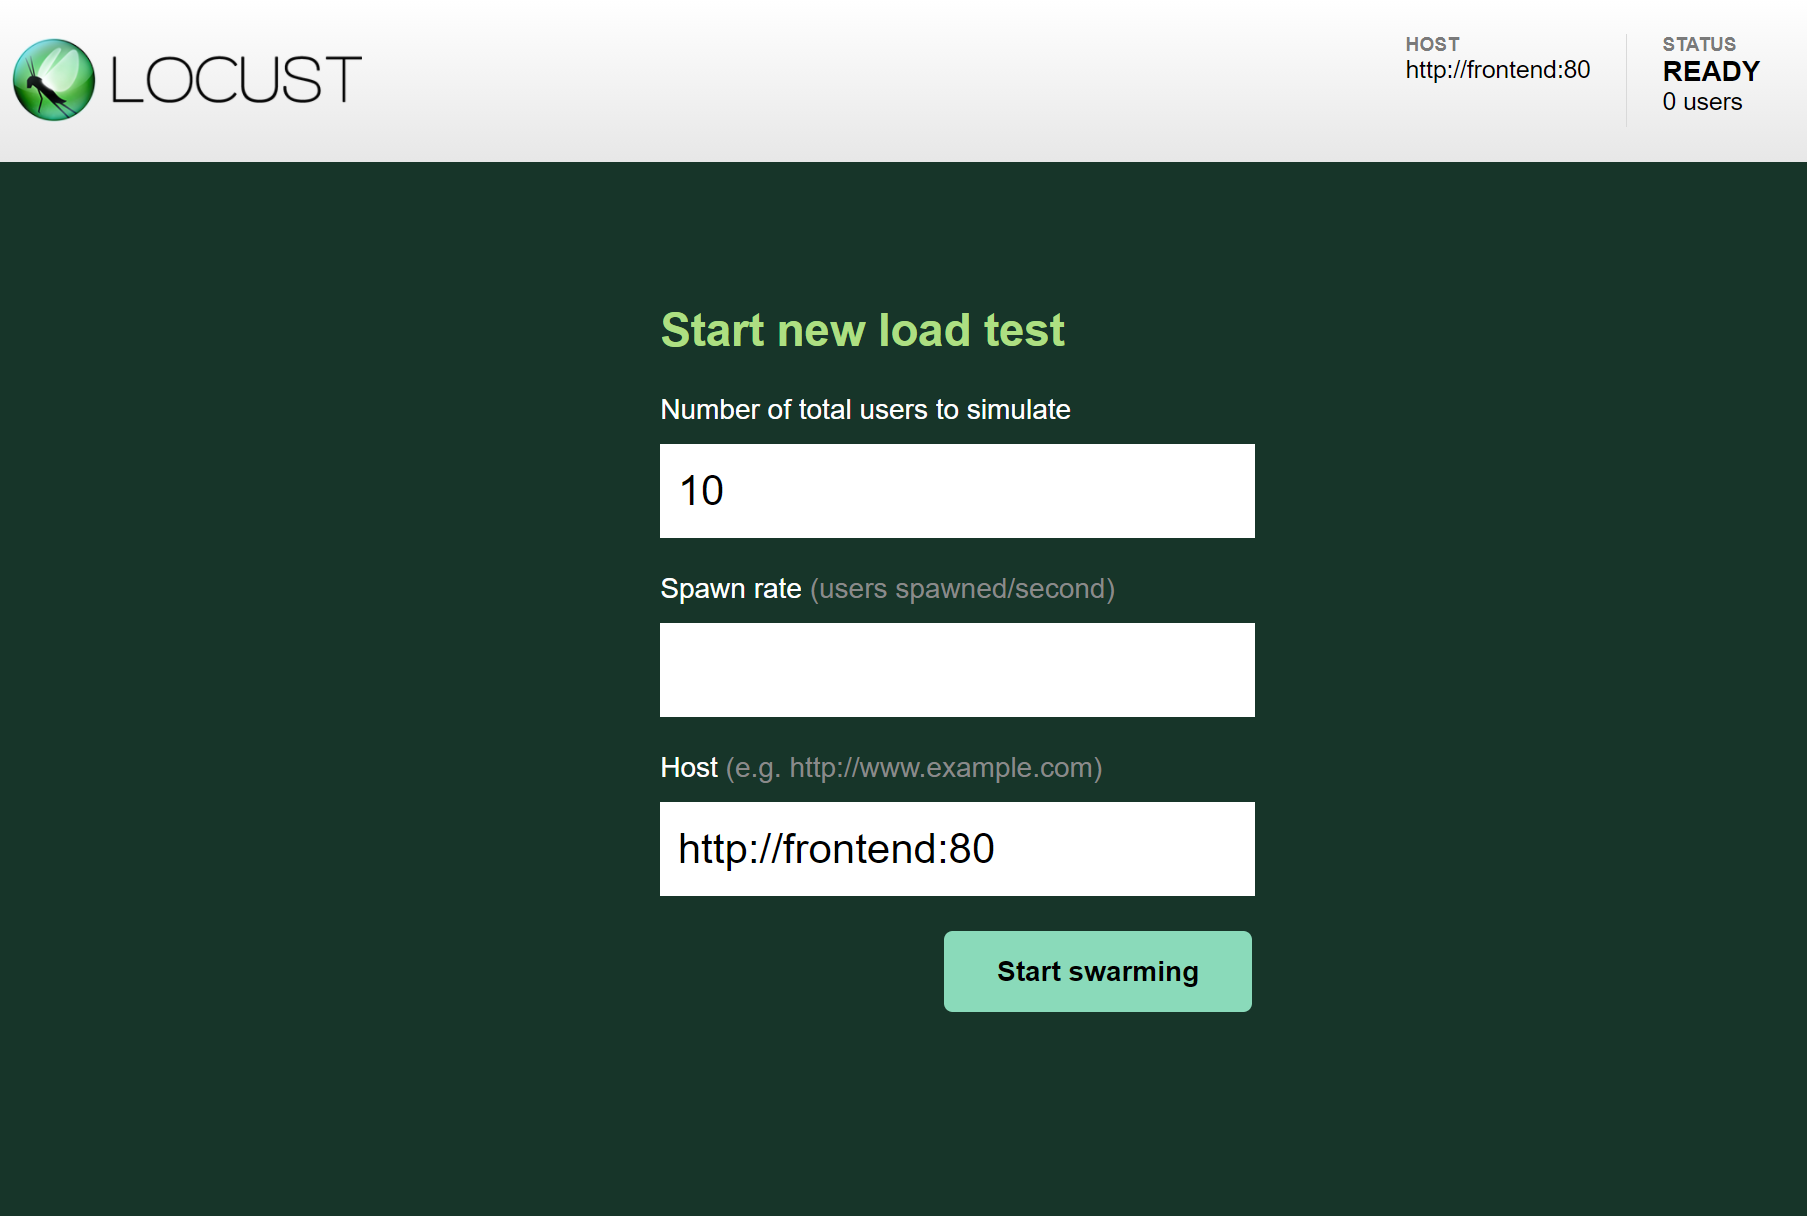 LOCUST
HOST
http://frontend:80
STATUS
READY
0 users
Start new load test
Number of total users to simulate
10
Spawn rate (users spawned/second)
Host (e.g. http://www.example.com)
http://frontend:80
Start swarming